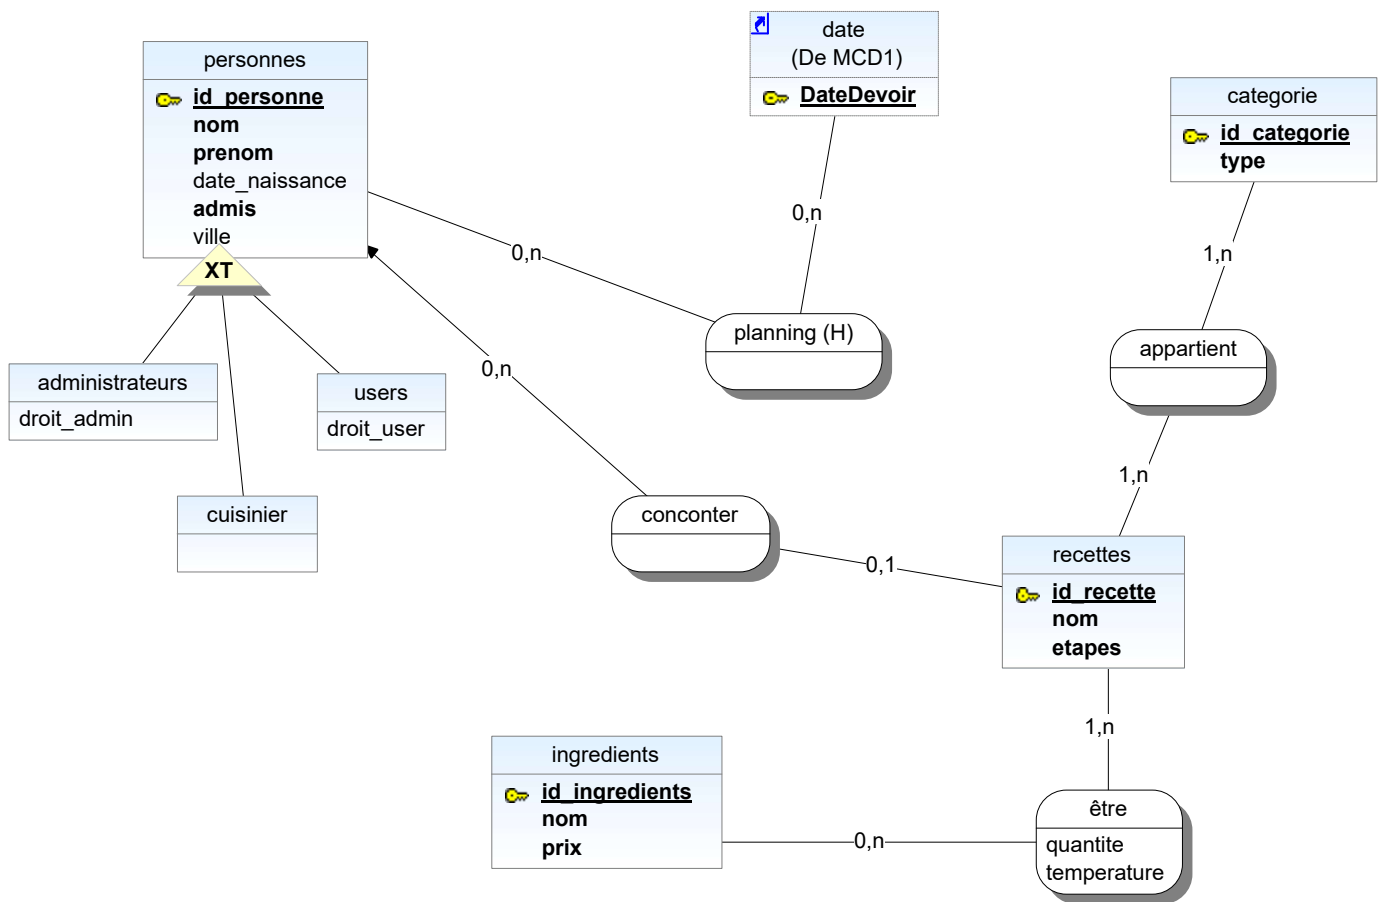 personnes
id_personne
nom
prenom
date_naissance
admis
ville
XT
date
(De MCD1)
DateDevoir
categorie
id_categorie
type
0,n
0,n
1,n
planning (H)
appartient
0,n
administrateurs
droit_admin
users
droit_user
cuisinier
conconter
1,n
0,1
recettes
id_recette
nom
etapes
1,n
ingredients
id_ingredients
nom
prix
0,n
être
quantite
temperature